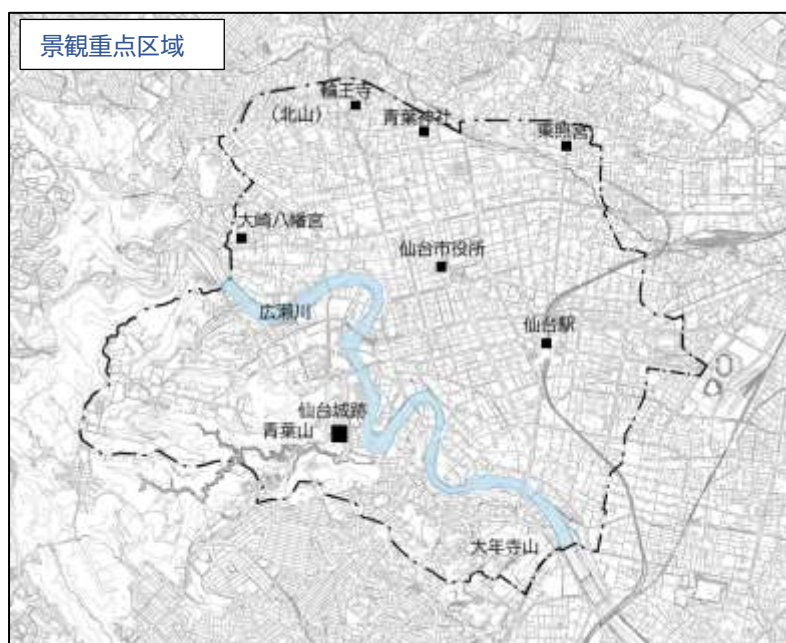 景観重点区域
輪王寺
（北山）
青葉神社
東照宮
大崎八幡宮
仙台市役所
広瀬川
仙台駅
仙台城跡
青葉山
大年寺山